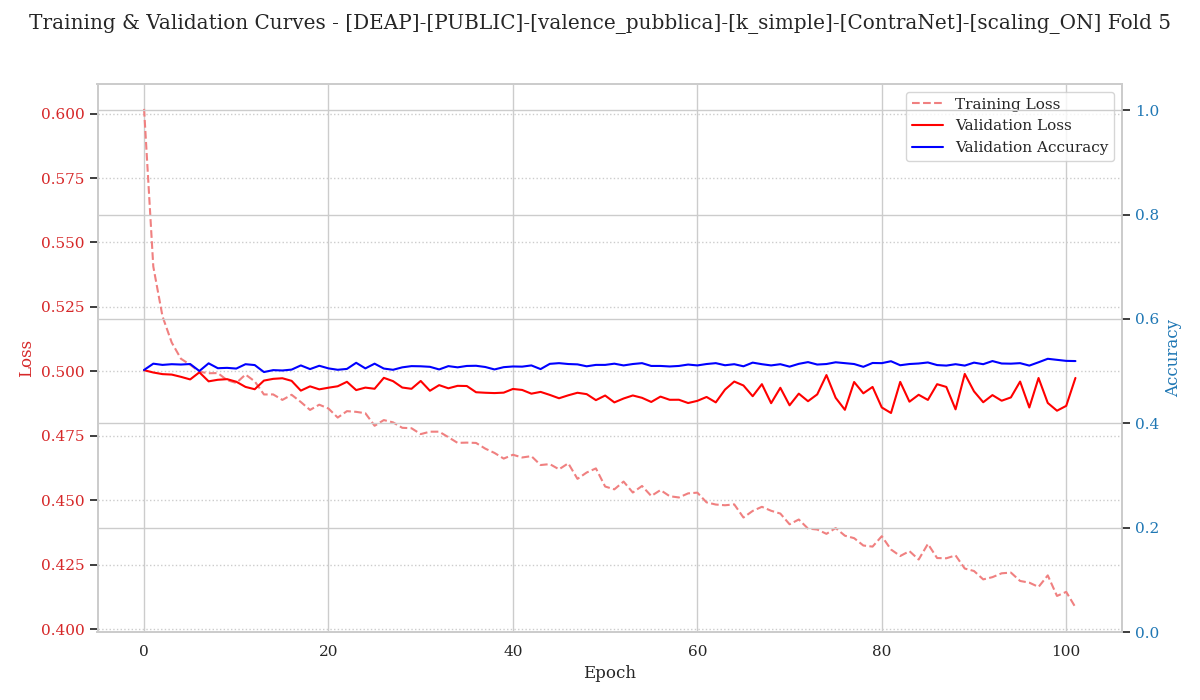 Training & Validation Curves - [DEAP]-[PUBLIC]-[valence_pubblica]-[k_simple]-[ContraNet]-[scaling_ON] Fold 5
Training Loss
Validation Loss
Validation Accuracy
0.600
0.575
0.550
0.525
0.500
0.475
0.450
0.425
0.400
Loss
1.0
0.8
0.6
0.4
0.2
0.0
Accuracy
0 20 40 60 80 100
Epoch